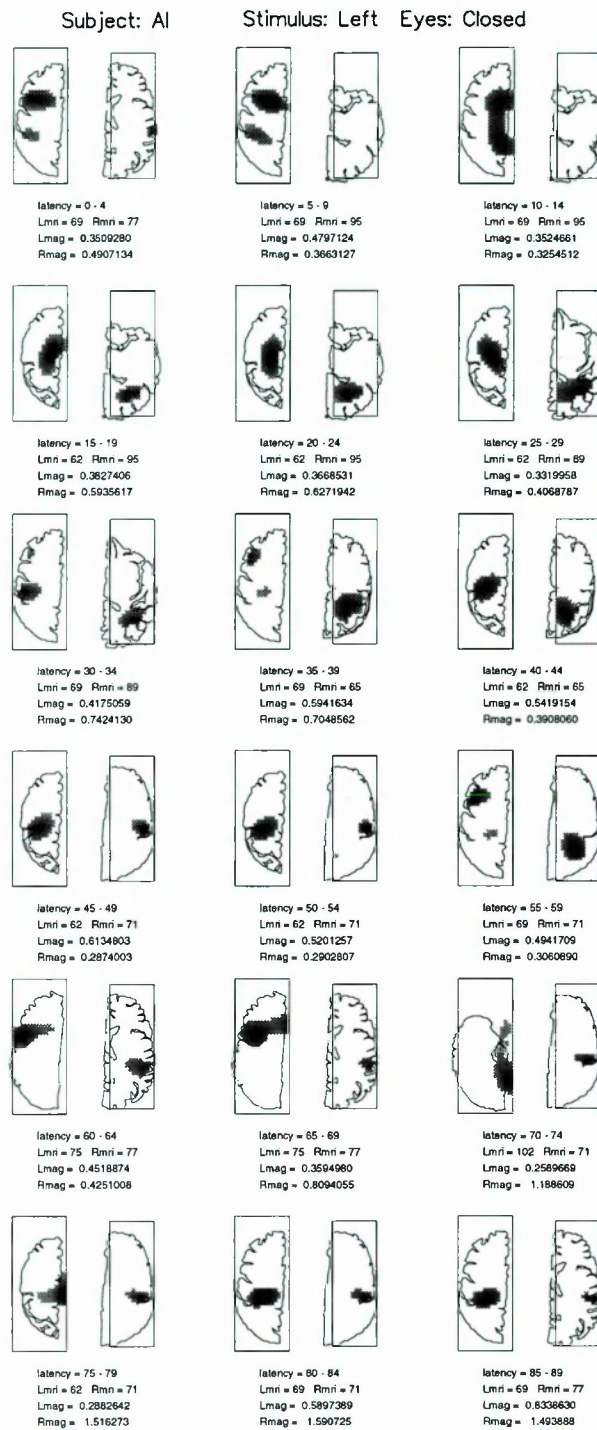 Subject: Al Stimulus: Left Eyes: Closed
latency = 0 - 4
Lmri = 69 Rmri = 77
Lmag = 0.3509280
Rmag = 0.4907134
latency = 5 - 9
Lmri = 69 Rmri = 95
Lmag = 0.4797124
Rmag = 0.3663127
latency = 10 - 14
Lmri = 69 Rmri = 95
Lmag = 0.3524661
Rmag = 0.3254512
latency = 15 - 19
Lmri = 62 Rmri = 95
Lmag = 0.3827406
Rmag = 0.5935617
latency = 20 - 24
Lmri = 62 Rmri = 95
Lmag = 0.3668531
Rmag = 0.6271942
latency = 25 - 29
Lmri = 62 Rmri = 89
Lmag = 0.3319958
Rmag = 0.4068787
latency = 30 - 34
Lmri = 69 Rmri = 89
Lmag = 0.4175059
Rmag = 0.7424130
latency = 35 - 39
Lmri = 69 Rmri = 65
Lmag = 0.5941634
Rmag = 0.7048562
latency = 40 - 44
Lmri = 62 Rmri = 65
Lmag = 0.5419154
Rmag = 0.3908060
latency = 45 - 49
Lmri = 62 Rmri = 71
Lmag = 0.6134803
Rmag = 0.2874003
latency = 50 - 54
Lmri = 62 Rmri = 71
Lmag = 0.5201257
Rmag = 0.2902807
latency = 55 - 59
Lmri = 69 Rmri = 71
Lmag = 0.4941709
Rmag = 0.3060890
latency = 60 - 64
Lmri = 75 Rmri = 77
Lmag = 0.4518874
Rmag = 0.4251008
latency = 65 - 69
Lmri = 75 Rmri = 77
Lmag = 0.3594980
Rmag = 0.8094055
latency = 70 - 74
Lmri = 102 Rmri = 71
Lmag = 0.2589669
Rmag = 1.188609
latency = 75 - 79
Lmri = 62 Rmri = 71
Lmag = 0.2882642
Rmag = 1.516273
latency = 80 - 84
Lmri = 69 Rmri = 71
Lmag = 0.5897389
Rmag = 1.590725
latency = 85 - 89
Lmri = 69 Rmri = 77
Lmag = 0.8338630
Rmag = 1.493888